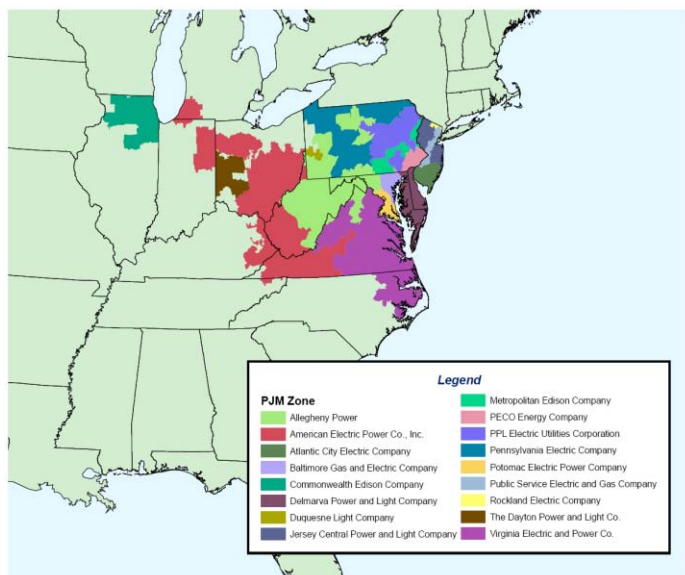 Legend
PJM Zone
Allegheny Power
American Electric Power Co., Inc.
Atlantic City Electric Company
Baltimore Gas and Electric Company
Commonwealth Edison Company
Delmarva Power and Light Company
Duquesne Light Company
Jersey Central Power and Light Company
Metropolitan Edison Company
PECO Energy Company
PPL Electric Utilities Corporation
Pennsylvania Electric Company
Potomac Electric Power Company
Public Service Electric and Gas Company
Rockland Electric Company
The Dayton Power and Light Co.
Virginia Electric and Power Co.